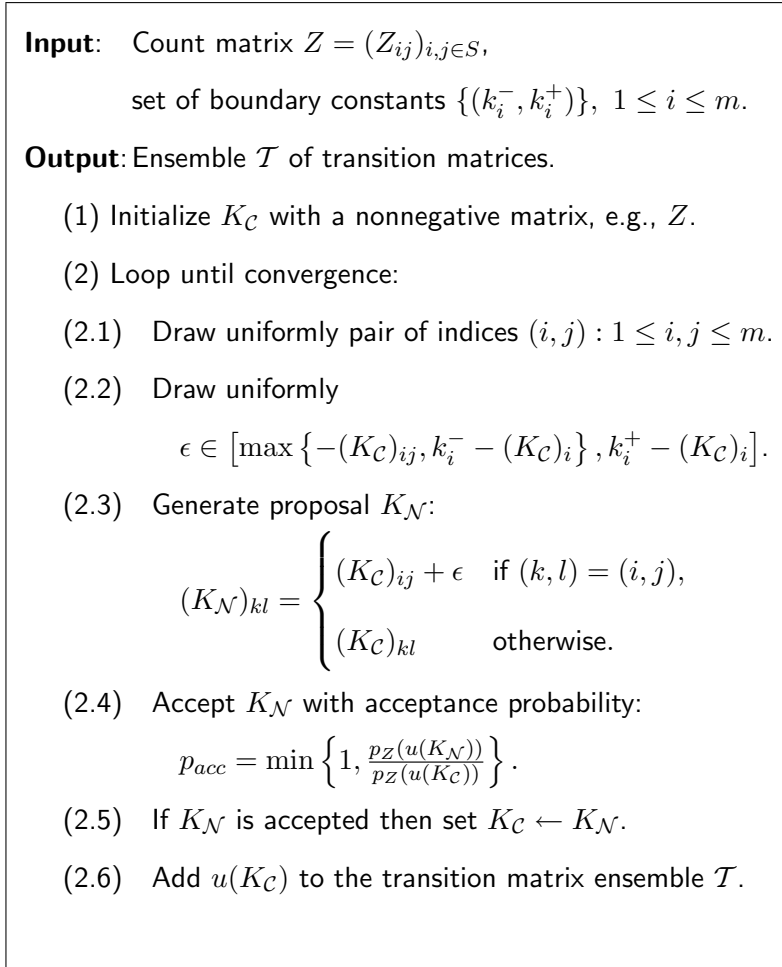 Input: Count matrix Z = (Z_{ij})_{i,j∈S},
set of boundary constants {(k_i^-, k_i^+)}, 1 ≤ i ≤ m.
Output: Ensemble 𝒯 of transition matrices.
(1) Initialize K_𝒞 with a nonnegative matrix, e.g., Z.
(2) Loop until convergence:
(2.1) Draw uniformly pair of indices (i, j) : 1 ≤ i, j ≤ m.
(2.2) Draw uniformly
ϵ ∈ [max {−(K_𝒞)_{ij}, k_i^- − (K_𝒞)_i} , k_i^+ − (K_𝒞)_i].
(2.3) Generate proposal K_𝒩:
(K_𝒩)_{kl} = { (K_𝒞)_{ij} + ϵ if (k, l) = (i, j),
(K_𝒞)_{kl} otherwise.
(2.4) Accept K_𝒩 with acceptance probability:
p_{acc} = min {1, \frac{p_Z(u(K_𝒩))}{p_Z(u(K_𝒞))}} .
(2.5) If K_𝒩 is accepted then set K_𝒞 ← K_𝒩.
(2.6) Add u(K_𝒞) to the transition matrix ensemble 𝒯.